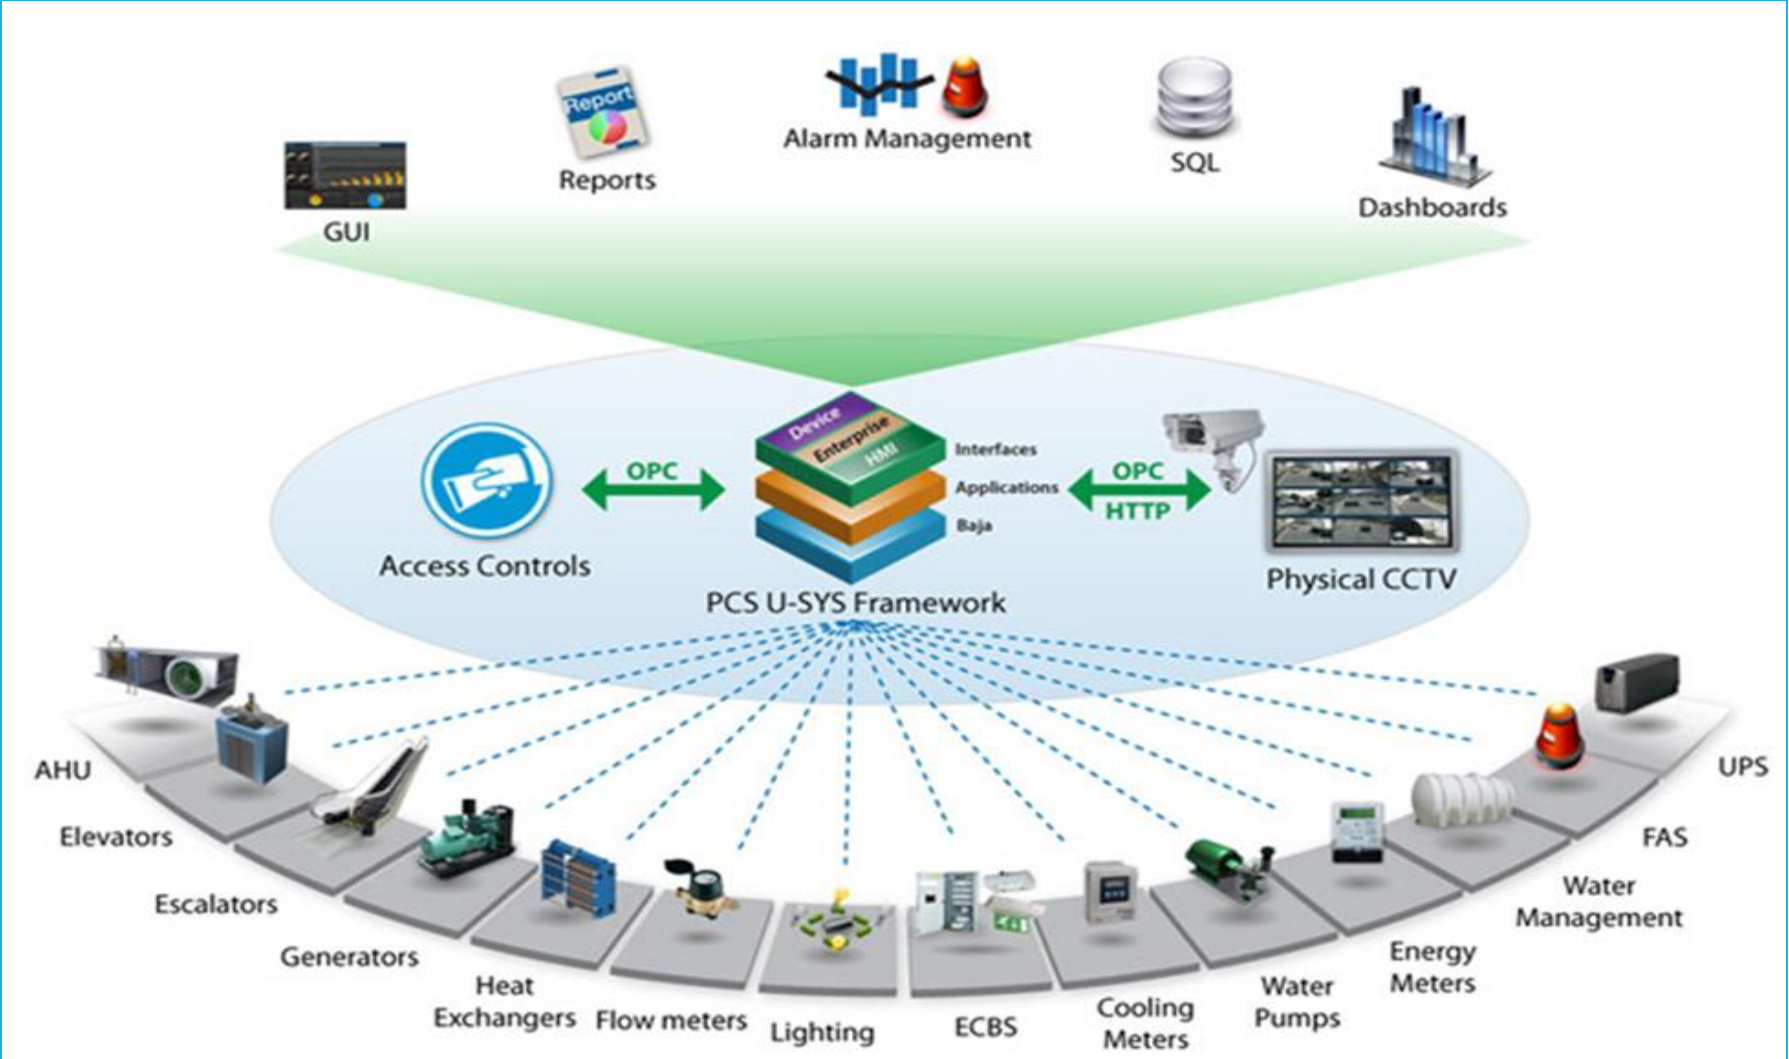 Report
Alarm Management
SQL
Reports
Dashboards
GUI
Device
Enterprise
HMI
Interfaces
Applications
Baja
OPC
OPC
HTTP
Access Controls
Physical CCTV
PCS U-SYS Framework
AHU
UPS
Elevators
FAS
Escalators
Water
Management
Generators
Energy
Meters
Heat
Exchangers
Flow meters
Lighting
ECBS
Cooling
Meters
Water
Pumps